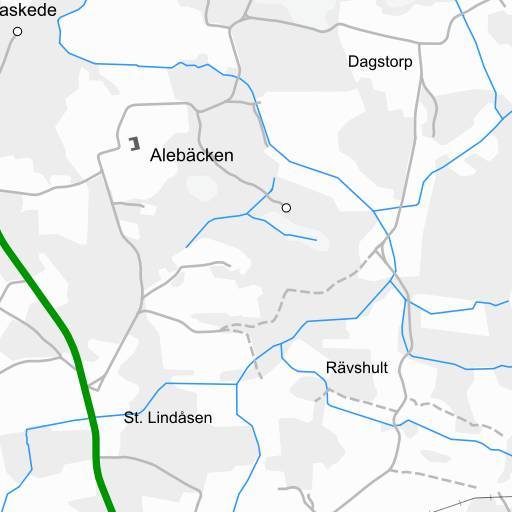 askede
Dagstorp
Alebäcken
Rävshult
St. Lindåsen